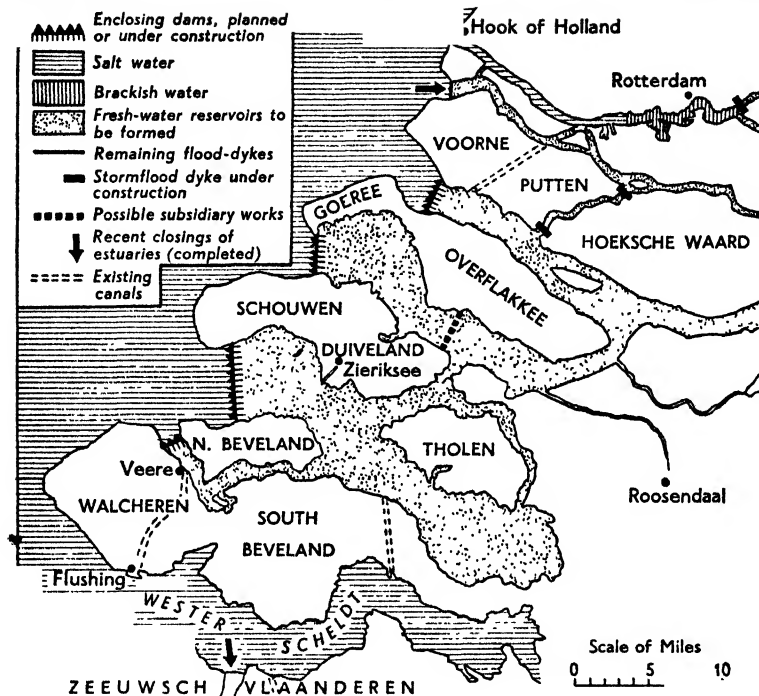 Enclosing dams, planned
or under construction
Salt water
Brackish water
Fresh-water reservoirs to
be formed
Remaining flood-dykes
Stormflood dyke under
construction
Possible subsidiary works
Recent closings of
estuaries (completed)
Existing
canals
Hook of Holland
Rotterdam
VOORNE
PUTTEN
GOEREE
HOEKSCHE WAARD
OVERFLAKKEE
SCHOUWEN
DUIVELAND
Zieriksee
N. BEVELAND
THOLEN
Veere
WALCHEREN
Roosendaal
SOUTH
BEVELAND
Flushing
WESTER
SCHELDT
Scale of Miles
0 5 10
ZEEUWSCH VLAANDEREN